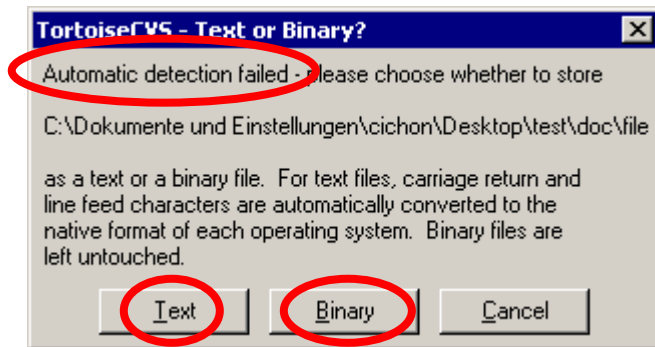 TortoiseCVS - Text or Binary?
Automatic detection failed - please choose whether to store
C:\Dokumente und Einstellungen\cichon\Desktop\test\doc\file
as a text or a binary file. For text files, carriage return and
line feed characters are automatically converted to the
native format of each operating system. Binary files are
left untouched.
Text Binary Cancel